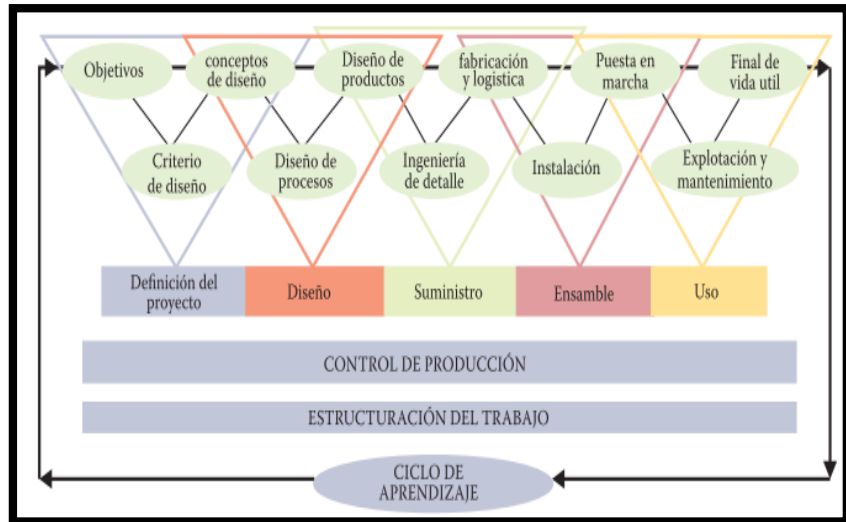 Objetivos
conceptos
de diseño
Diseño de
productos
fabricación
y logistica
Puesta en
marcha
Final de
vida util
Criterio
de diseño
Diseño de
procesos
Ingeniería
de detalle
Instalación
Explotación y
mantenimiento
Definición del
proyecto
Diseño
Suministro
Ensamble
Uso
CONTROL DE PRODUCCIÓN
ESTRUCTURACIÓN DEL TRABAJO
CICLO DE
APRENDIZAJE